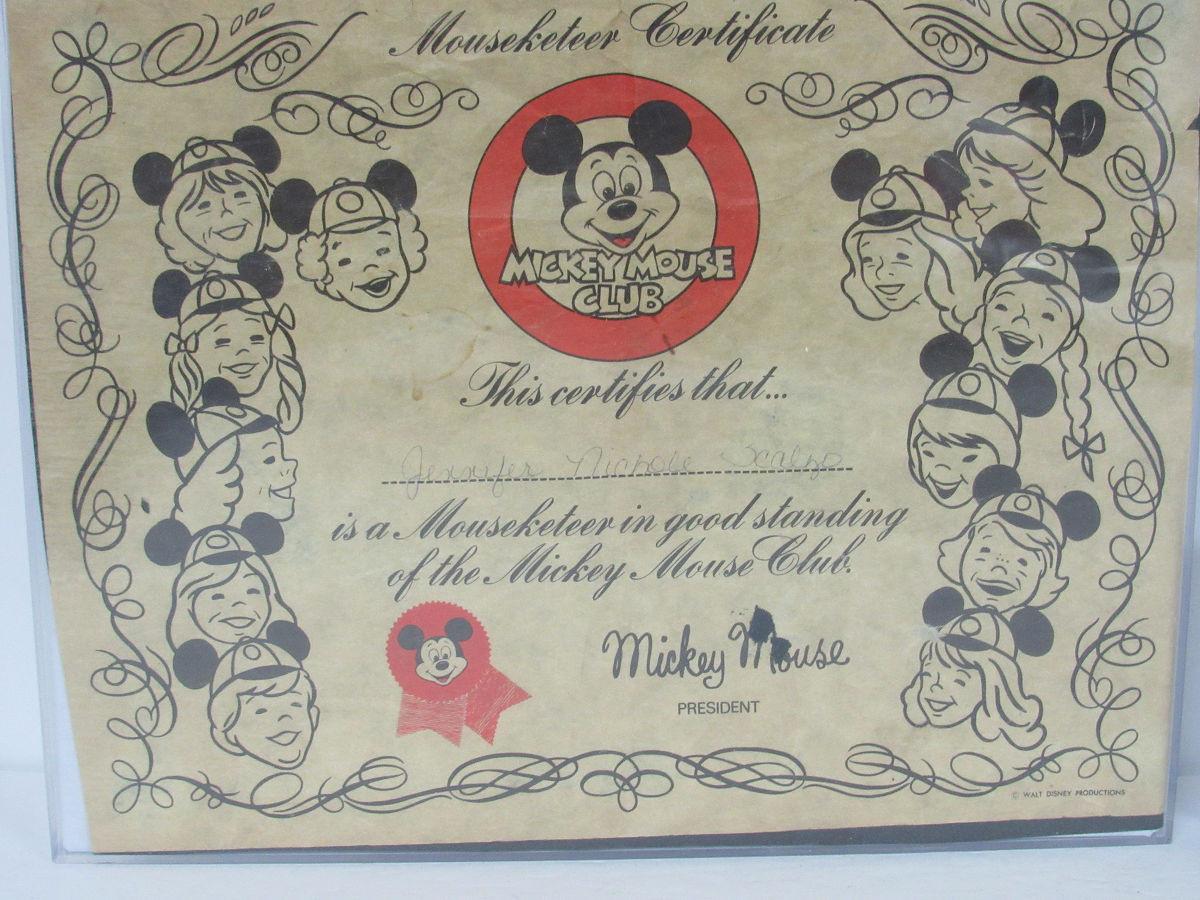 Mouseketeer Certificate
MICKEY MOUSE
CLUB
This certifies that...
Jennifer Nichole Scalzo
is a Mouseketeer in good standing
of the Mickey Mouse Club.
Mickey Mouse
PRESIDENT
© WALT DISNEY PRODUCTIONS